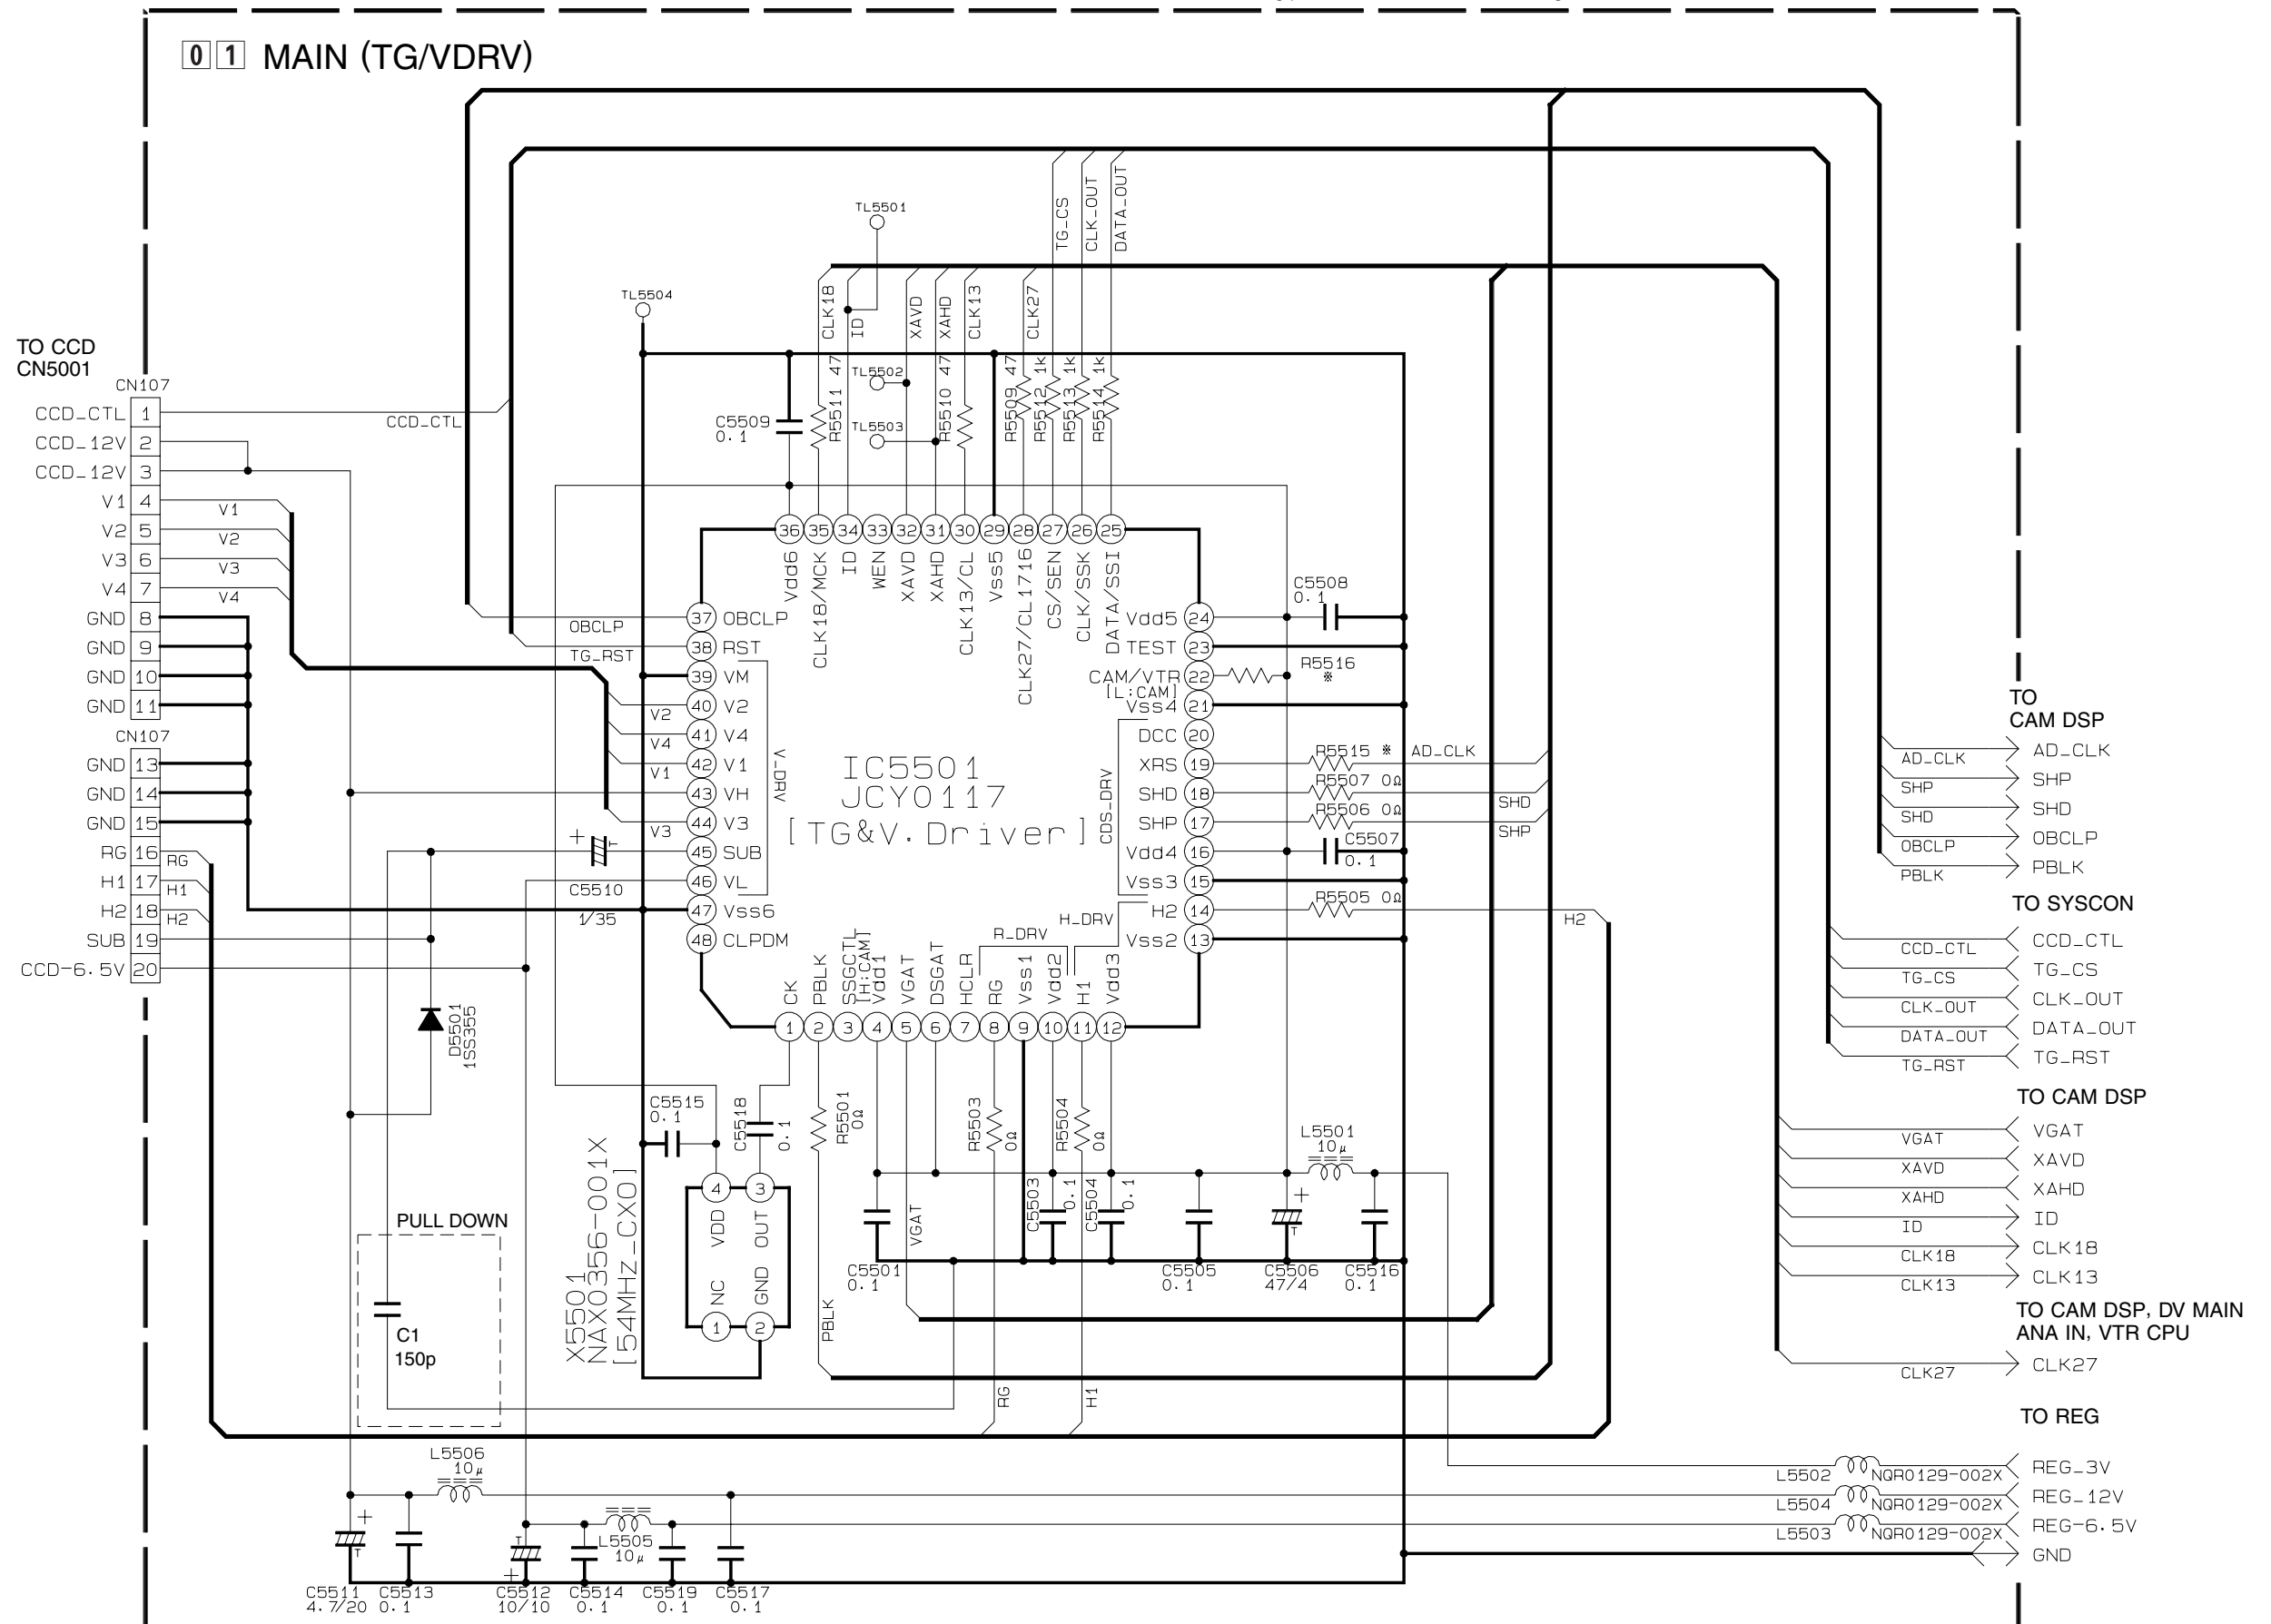 0 1 MAIN (TG/VDRV)
TL5501
TG_CS
CLK_OUT
DATA_OUT
TL5504
CLK18
ID
XAVD
XAHD
CLK13
CLK27
TO CCD
CN5001
CN107
CCD_CTL 1
CCD_12V 2
CCD_12V 3
V1 4
V2 5
V3 6
V4 7
GND 8
GND 9
GND 10
GND 11
CN107
GND 13
GND 14
GND 15
RG 16
H1 17
H2 18
SUB 19
CCD-6.5V 20
CCD_CTL
V1
V2
V3
V4
RG
H1
H2
C5509
0.1
R5511 47
TL5502
TL5503
R5510 47
R5509 47
R5512 1k
R5513 1k
R5514 1k
36 35 34 33 32 31 30 29 28 27 26 25
Vdd6
CLK18/MCK
ID
WEN
XAVD
XAHD
CLK13/CL
Vss5
CLK27/CL1716
CS/SEN
CLK/SSK
DATA/SSI
OBCLP
TG_RST
V2
V4
V1
V3
37 OBCLP
38 RST
39 VM
40 V2
41 V4
42 V1
43 VH
44 V3
45 SUB
46 VL
47 Vss6
48 CLPDM
V_DRV
IC5501
JCY0117
[TG&V.Driver]
Vdd5 24
TEST 23
CAM/VTR 22
[L:CAM]
Vss4 21
DCC 20
XRS 19
SHD 18
SHP 17
Vdd4 16
Vss3 15
H2 14
Vss2 13
CDS_DRV
H_DRV
R_DRV
C5508
0.1
R5516
※
R5515 ※ AD_CLK
R5507 0Ω
SHD
R5506 0Ω
SHP
C5507
0.1
R5505 0Ω
H2
+
T
C5510
1/35
D5501
1SS355
CK
PBLK
SSGCTL
[H:CAM]
Vdd1
VGAT
DSGAT
HCLR
RG
Vss1
Vdd2
H1
Vdd3
1 2 3 4 5 6 7 8 9 10 11 12
C5515
0.1
C5518
0.1
R5501
0Ω
R5503
0Ω
R5504
0Ω
L5501
10μ
4 3
VDD OUT
NC GND
1 2
X5501
NAX0356-001X
[54MHz_CXO]
PULL DOWN
C1
150p
PBLK
VGAT
RG
H1
C5501
0.1
C5503
0.1
C5504
0.1
C5505
0.1
+
T
C5506
47/4
C5516
0.1
TO
CAM DSP
AD_CLK AD_CLK
SHP SHP
SHD SHD
OBCLP OBCLP
PBLK PBLK
TO SYSCON
CCD_CTL CCD_CTL
TG_CS TG_CS
CLK_OUT CLK_OUT
DATA_OUT DATA_OUT
TG_RST TG_RST
TO CAM DSP
VGAT VGAT
XAVD XAVD
XAHD XAHD
ID ID
CLK18 CLK18
CLK13 CLK13
TO CAM DSP, DV MAIN
ANA IN, VTR CPU
CLK27 CLK27
TO REG
L5502 NQR0129-002X REG_3V
L5504 NQR0129-002X REG_12V
L5503 NQR0129-002X REG-6.5V
GND
L5506
10μ
L5505
10μ
+
T
C5511
4.7/20
C5513
0.1
T
+
C5512
10/10
C5514
0.1
C5519
0.1
C5517
0.1